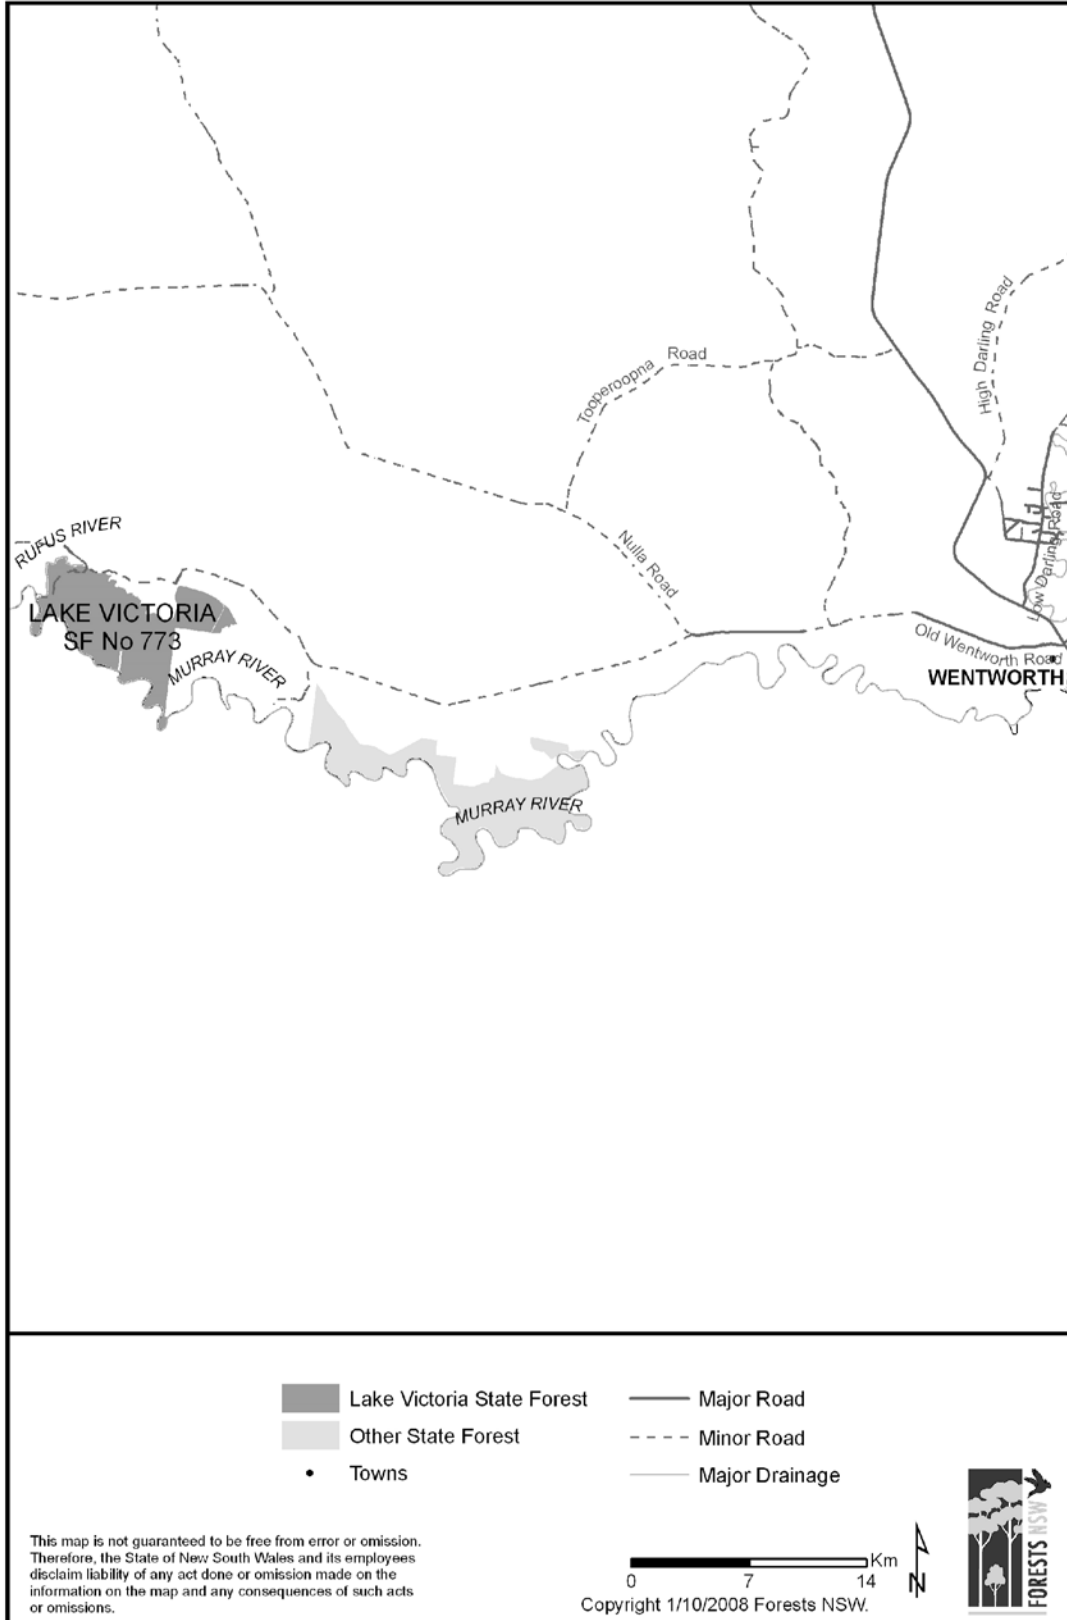 High Darling Road
Tooperoopna Road
Nulla Road
Low Darling Road
RUFUS RIVER
LAKE VICTORIA
SF No 773
MURRAY RIVER
Old Wentworth Road
WENTWORTH
MURRAY RIVER
Lake Victoria State Forest
Other State Forest
Towns
Major Road
Minor Road
Major Drainage
This map is not guaranteed to be free from error or omission.
Therefore, the State of New South Wales and its employees
disclaim liability of any act done or omission made on the
information on the map and any consequences of such acts
or omissions.
Km
0 7 14
N
Copyright 1/10/2008 Forests NSW.
FORESTS NSW